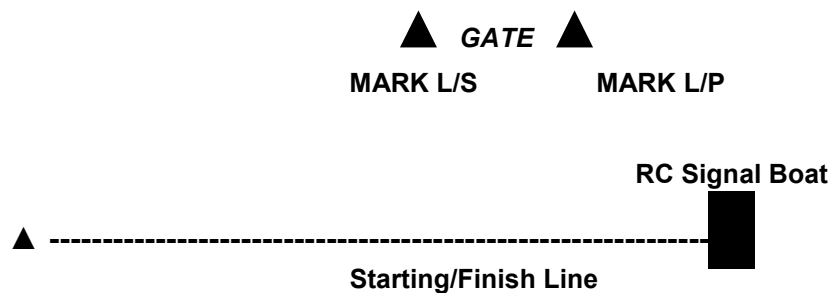 GATE
MARK L/S MARK L/P
RC Signal Boat
Starting/Finish Line